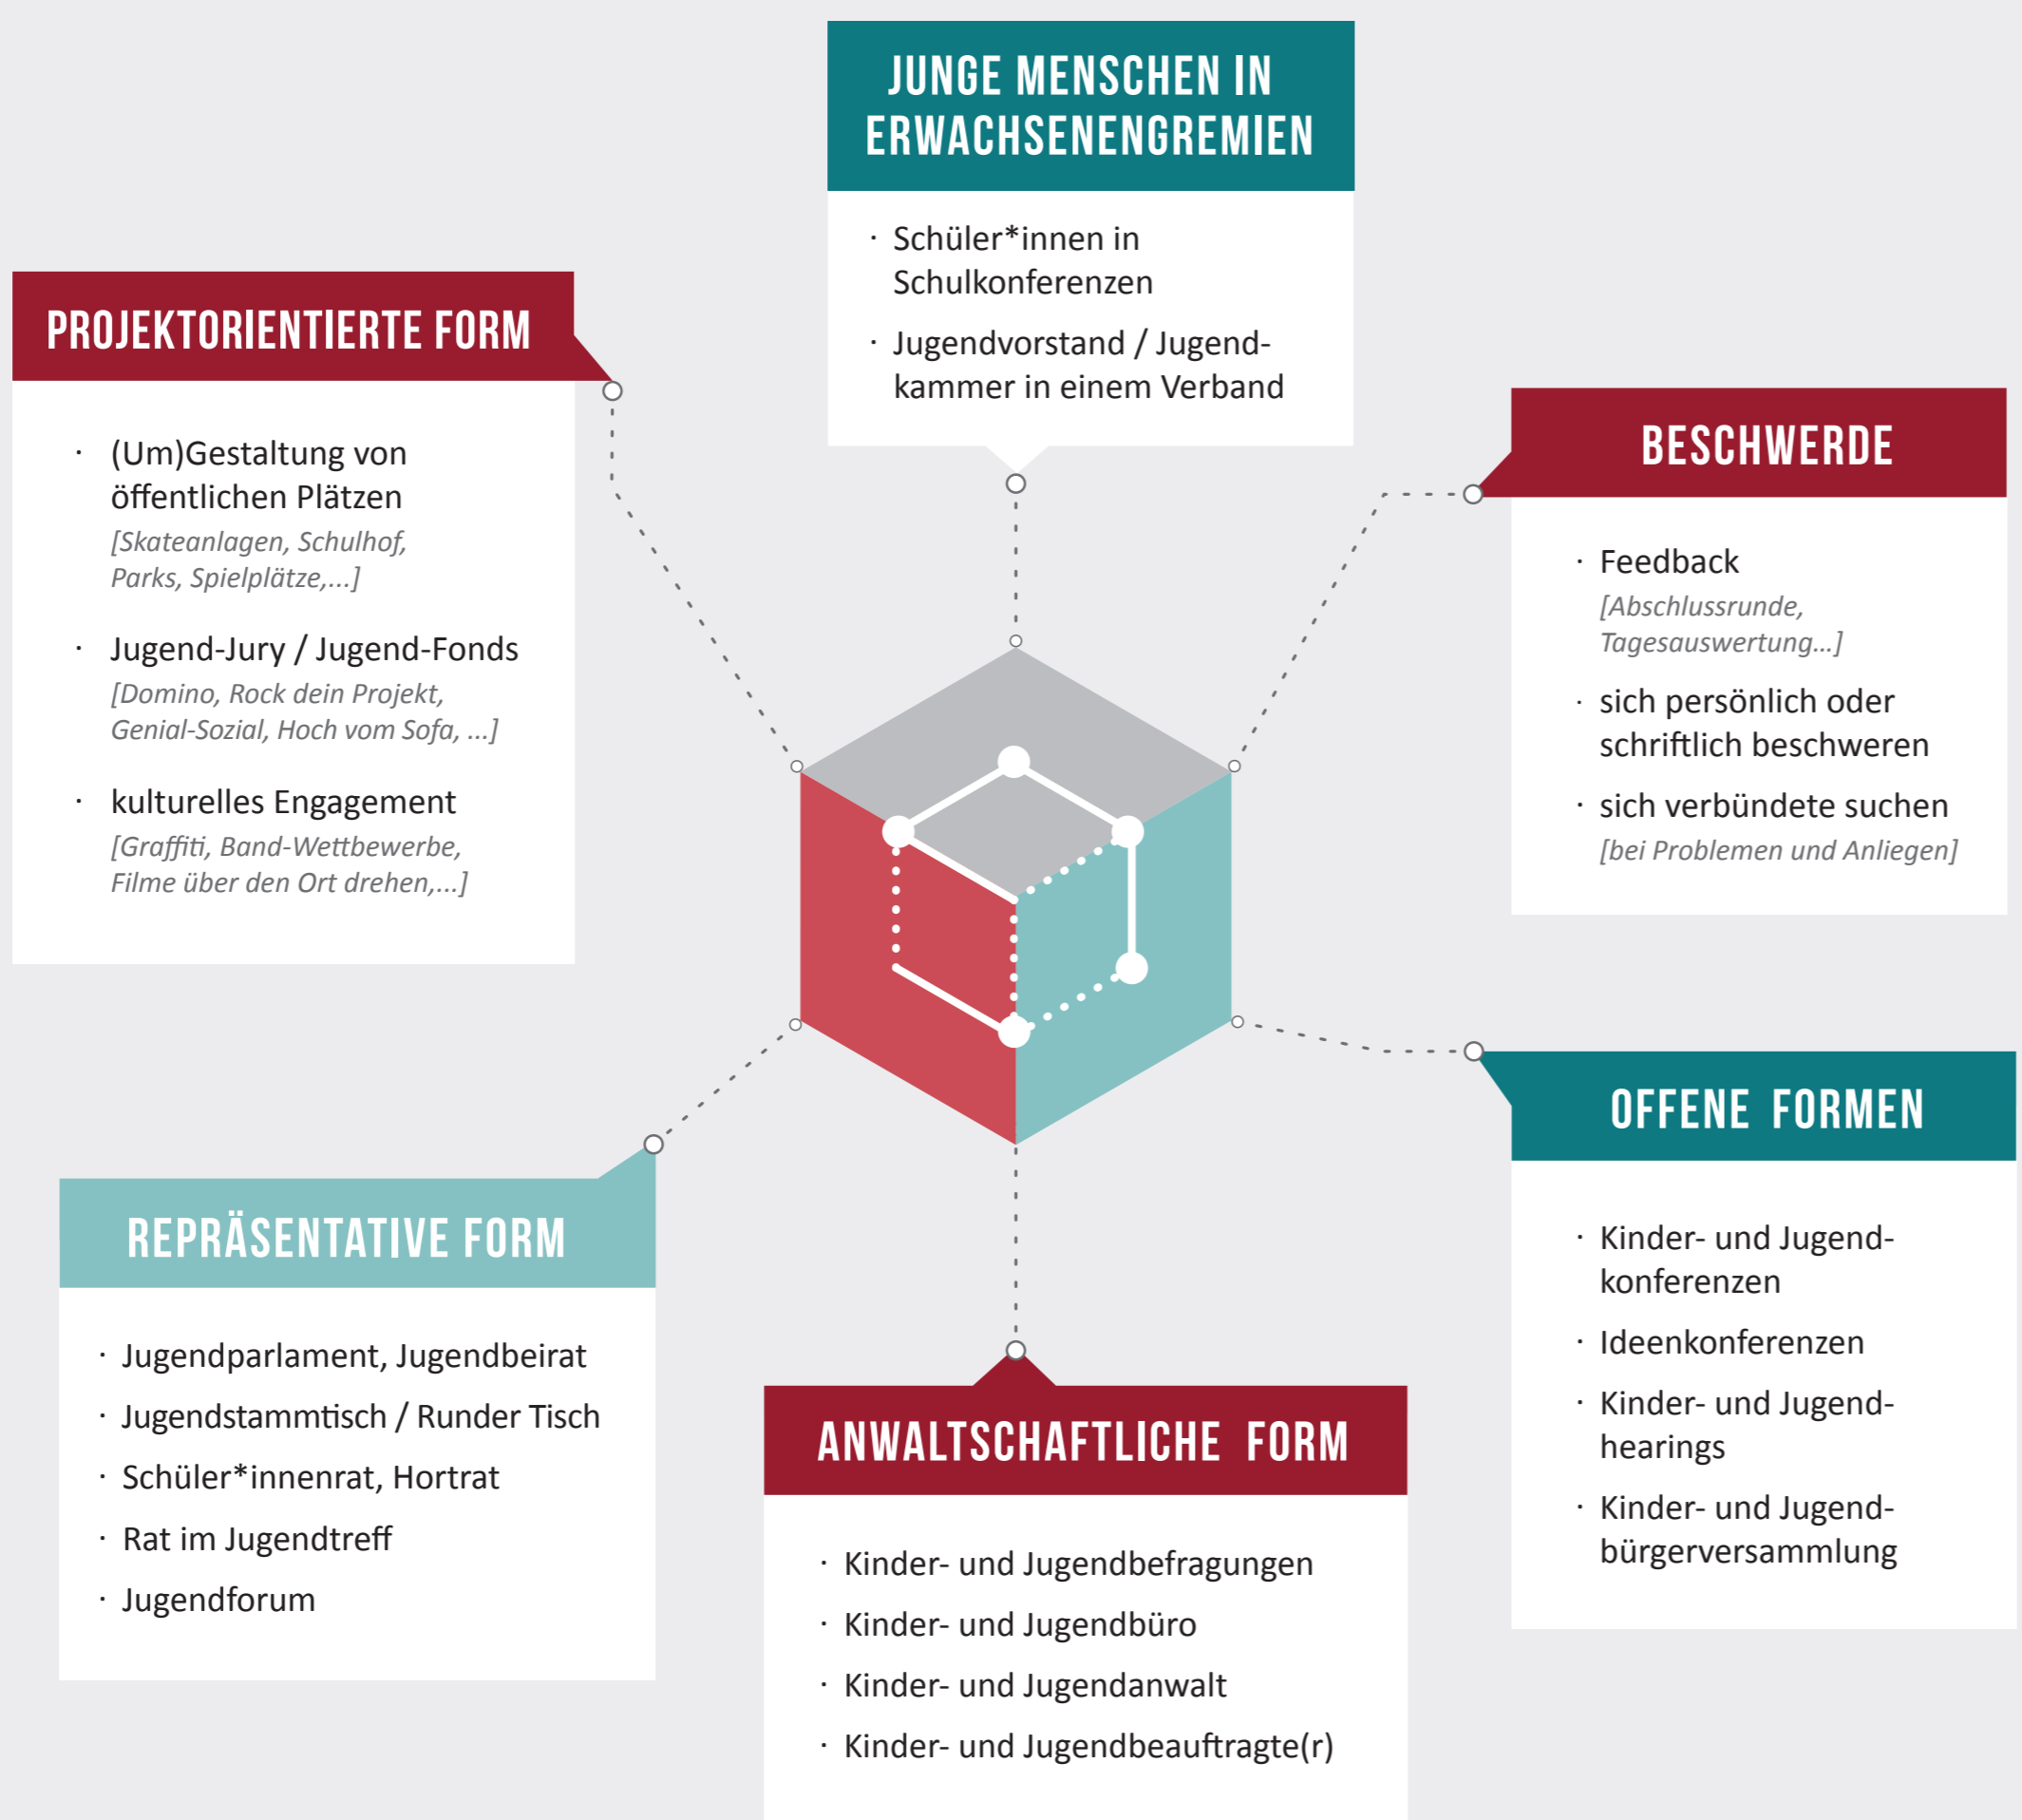 JUNGE MENSCHEN IN
ERWACHSENENGREMIEN
· Schüler*innen in
Schulkonferenzen
· Jugendvorstand / Jugend-
kammer in einem Verband
PROJEKTORIENTIERTE FORM
· (Um)Gestaltung von
öffentlichen Plätzen
[Skateanlagen, Schulhof,
Parks, Spielplätze,...]
· Jugend-Jury / Jugend-Fonds
[Domino, Rock dein Projekt,
Genial-Sozial, Hoch vom Sofa, ...]
· kulturelles Engagement
[Graffiti, Band-Wettbewerbe,
Filme über den Ort drehen,...]
BESCHWERDE
· Feedback
[Abschlussrunde,
Tagesauswertung...]
· sich persönlich oder
schriftlich beschweren
· sich verbündete suchen
[bei Problemen und Anliegen]
REPRÄSENTATIVE FORM
· Jugendparlament, Jugendbeirat
· Jugendstammtisch / Runder Tisch
· Schüler*innenrat, Hortrat
· Rat im Jugendtreff
· Jugendforum
ANWALTSCHAFTLICHE FORM
· Kinder- und Jugendbefragungen
· Kinder- und Jugendbüro
· Kinder- und Jugendanwalt
· Kinder- und Jugendbeauftragte(r)
OFFENE FORMEN
· Kinder- und Jugend-
konferenzen
· Ideenkonferenzen
· Kinder- und Jugend-
hearings
· Kinder- und Jugend-
bürgerversammlung